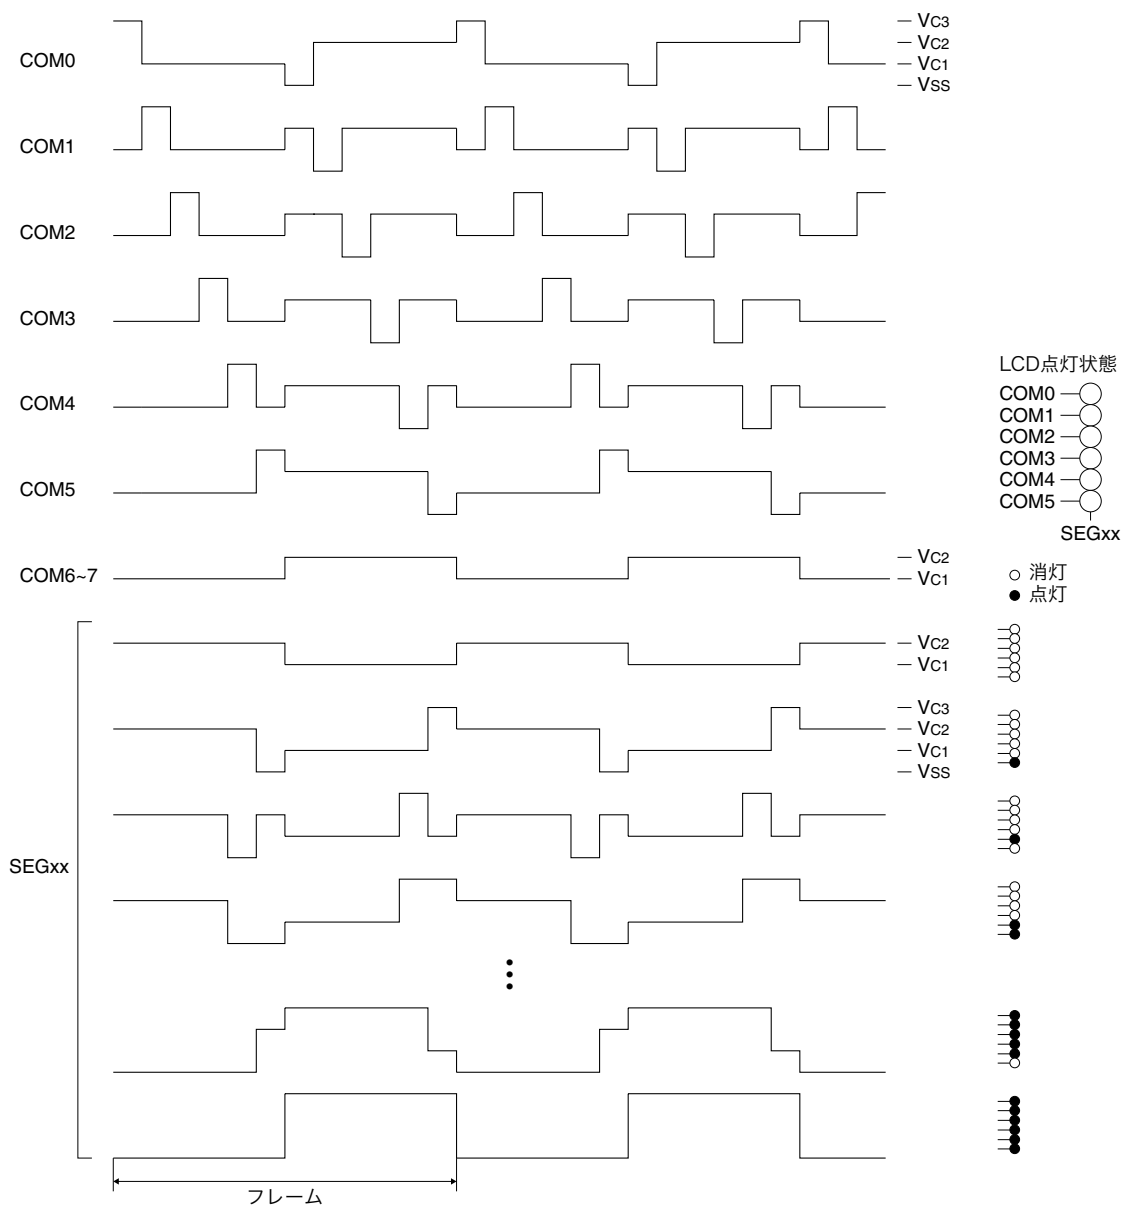 COM0
VC3
VC2
VC1
VSS
COM1
COM2
COM3
COM4
COM5
LCD点灯状態
COM0
COM1
COM2
COM3
COM4
COM5
SEGxx
COM6~7
VC2
VC1
消灯
点灯
VC2
VC1
VC3
VC2
VC1
VSS
SEGxx
フレーム